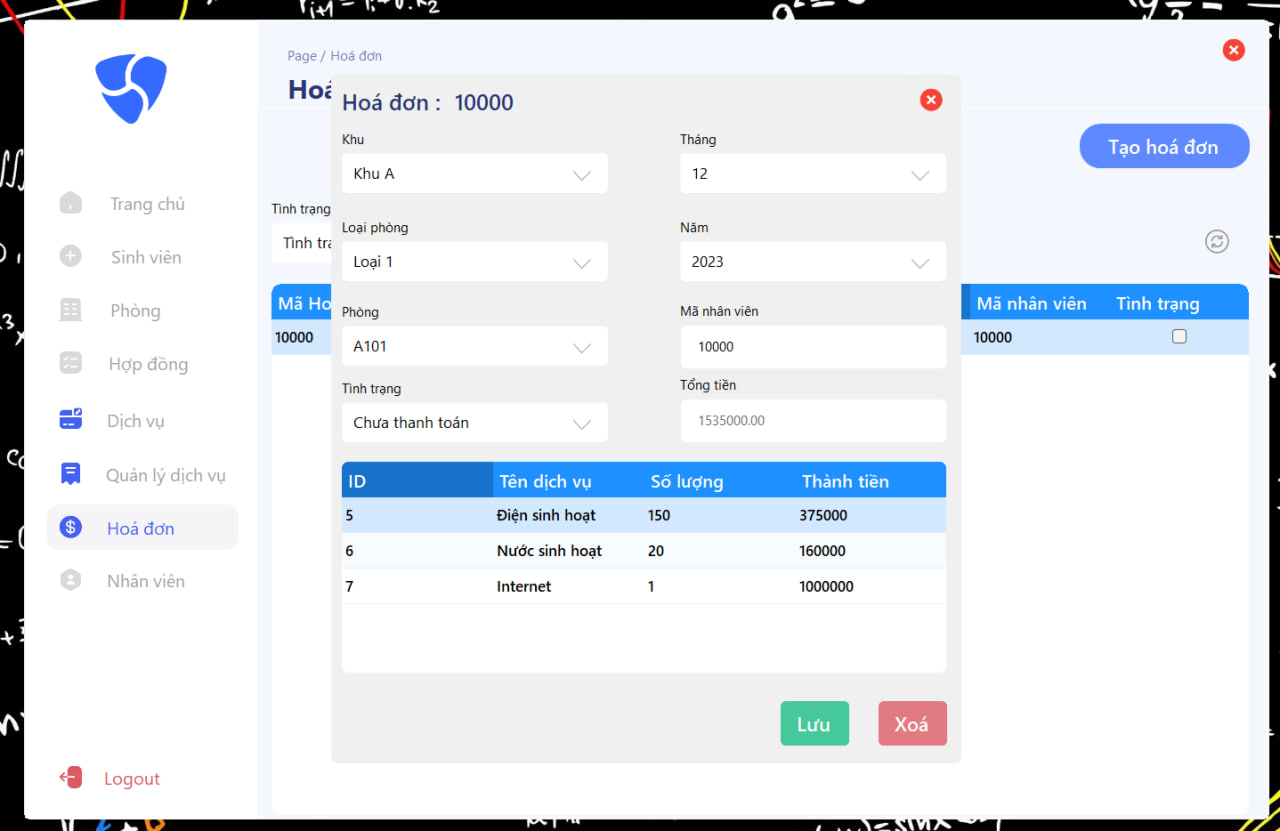 Page / Hoá đơn
Hoá
Tạo hoá đơn
Trang chủ
Sinh viên
Phòng
Hợp đồng
Dịch vụ
Quản lý dịch vụ
Hoá đơn
Nhân viên
Logout
Tình trạng
Mã nhân viên Tình trạng
10000
10000
Hoá đơn : 10000
Khu
Tháng
Khu A
12
Loại phòng
Năm
Loại 1
2023
Phòng
Mã nhân viên
A101
10000
Tình trạng
Tổng tiền
Chưa thanh toán
1535000.00
ID Tên dịch vụ Số lượng Thành tiền
5 Điện sinh hoạt 150 375000
6 Nước sinh hoạt 20 160000
7 Internet 1 1000000
Lưu
Xoá